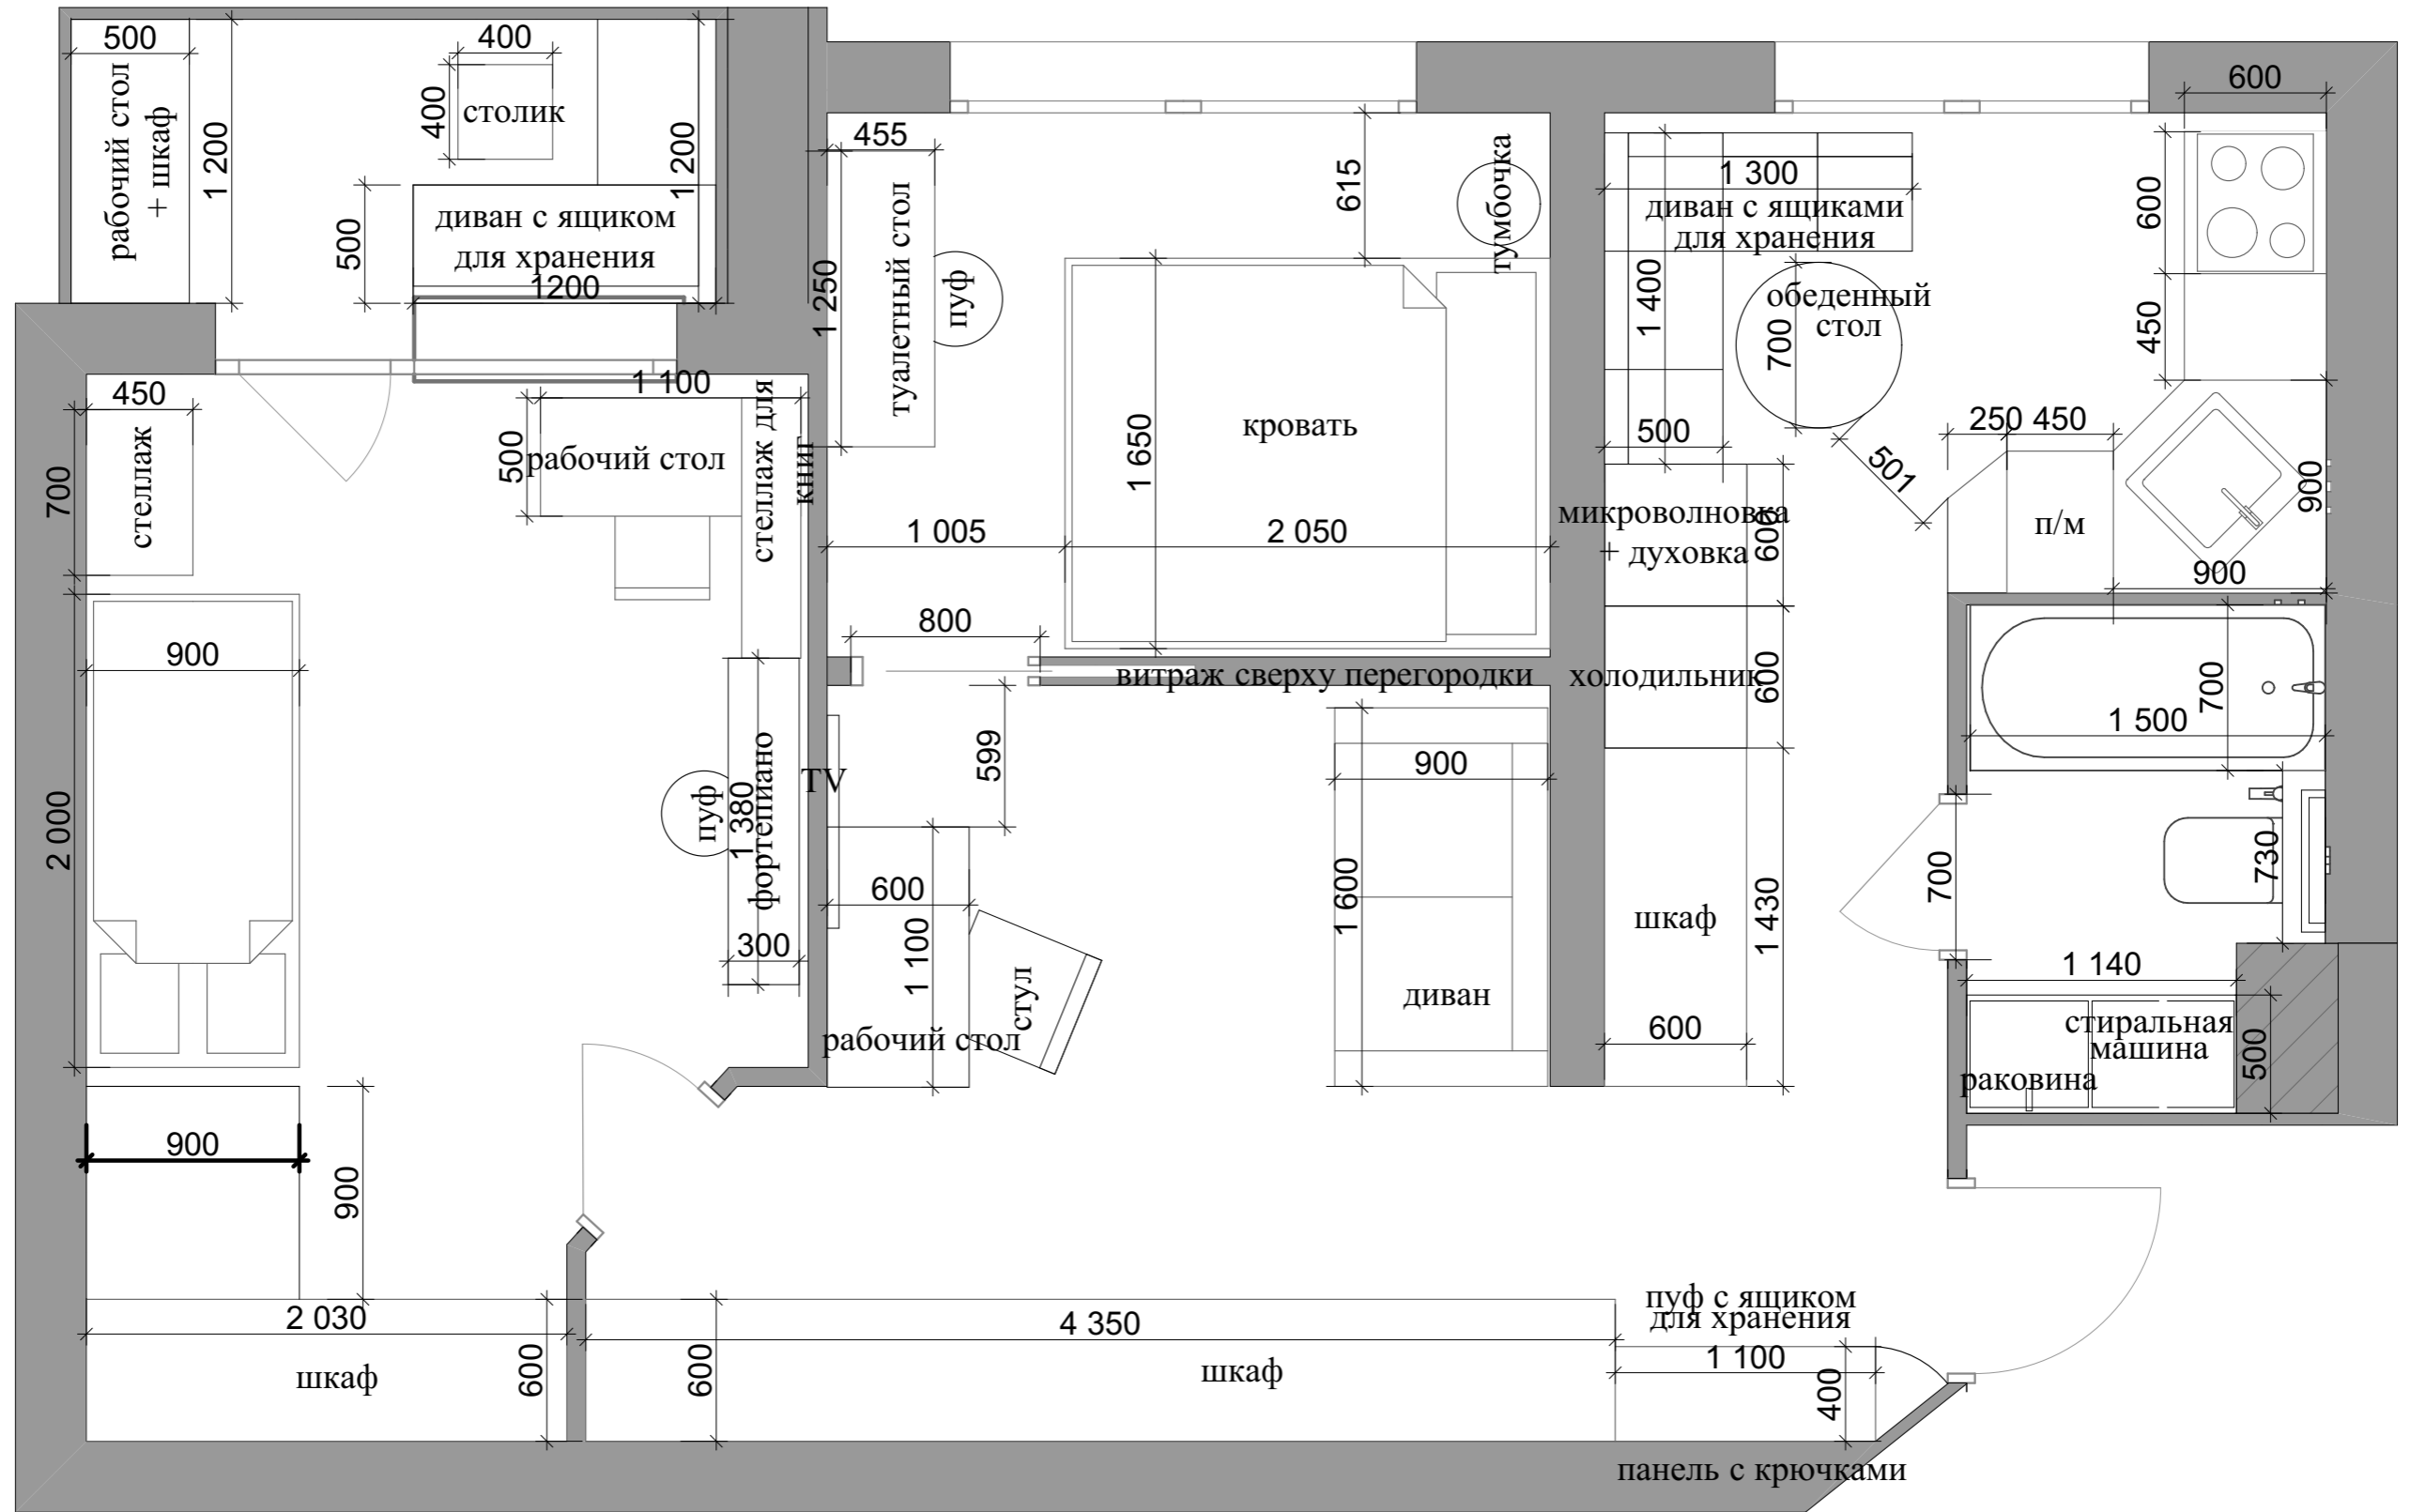 500
рабочий стол
+ шкаф
1 200
400
400
столик
500
диван с ящиком
для хранения
1200
1 200
455
1 250
туалетный стол
пуф
615
тумбочка
1 650
кровать
1 005
2 050
800
витраж сверху перегородки
1 300
диван с ящиками
для хранения
1 400
500
700
обеденный
стол
501
600
600
450
250
450
900
900
п/м
микроволновка
+ духовка
600
холодильник
600
шкаф
1 430
600
450
700
стеллаж
1 100
500
рабочий стол
стеллаж для
книг
900
2 000
пуф
1 380
фортепиано
300
TV
599
600
1 100
рабочий стол
стул
900
1 600
диван
700
1 500
700
730
1 140
стиральная
машина
500
раковина
900
900
2 030
шкаф
600
600
4 350
шкаф
пуф с ящиком
для хранения
1 100
400
панель с крючками